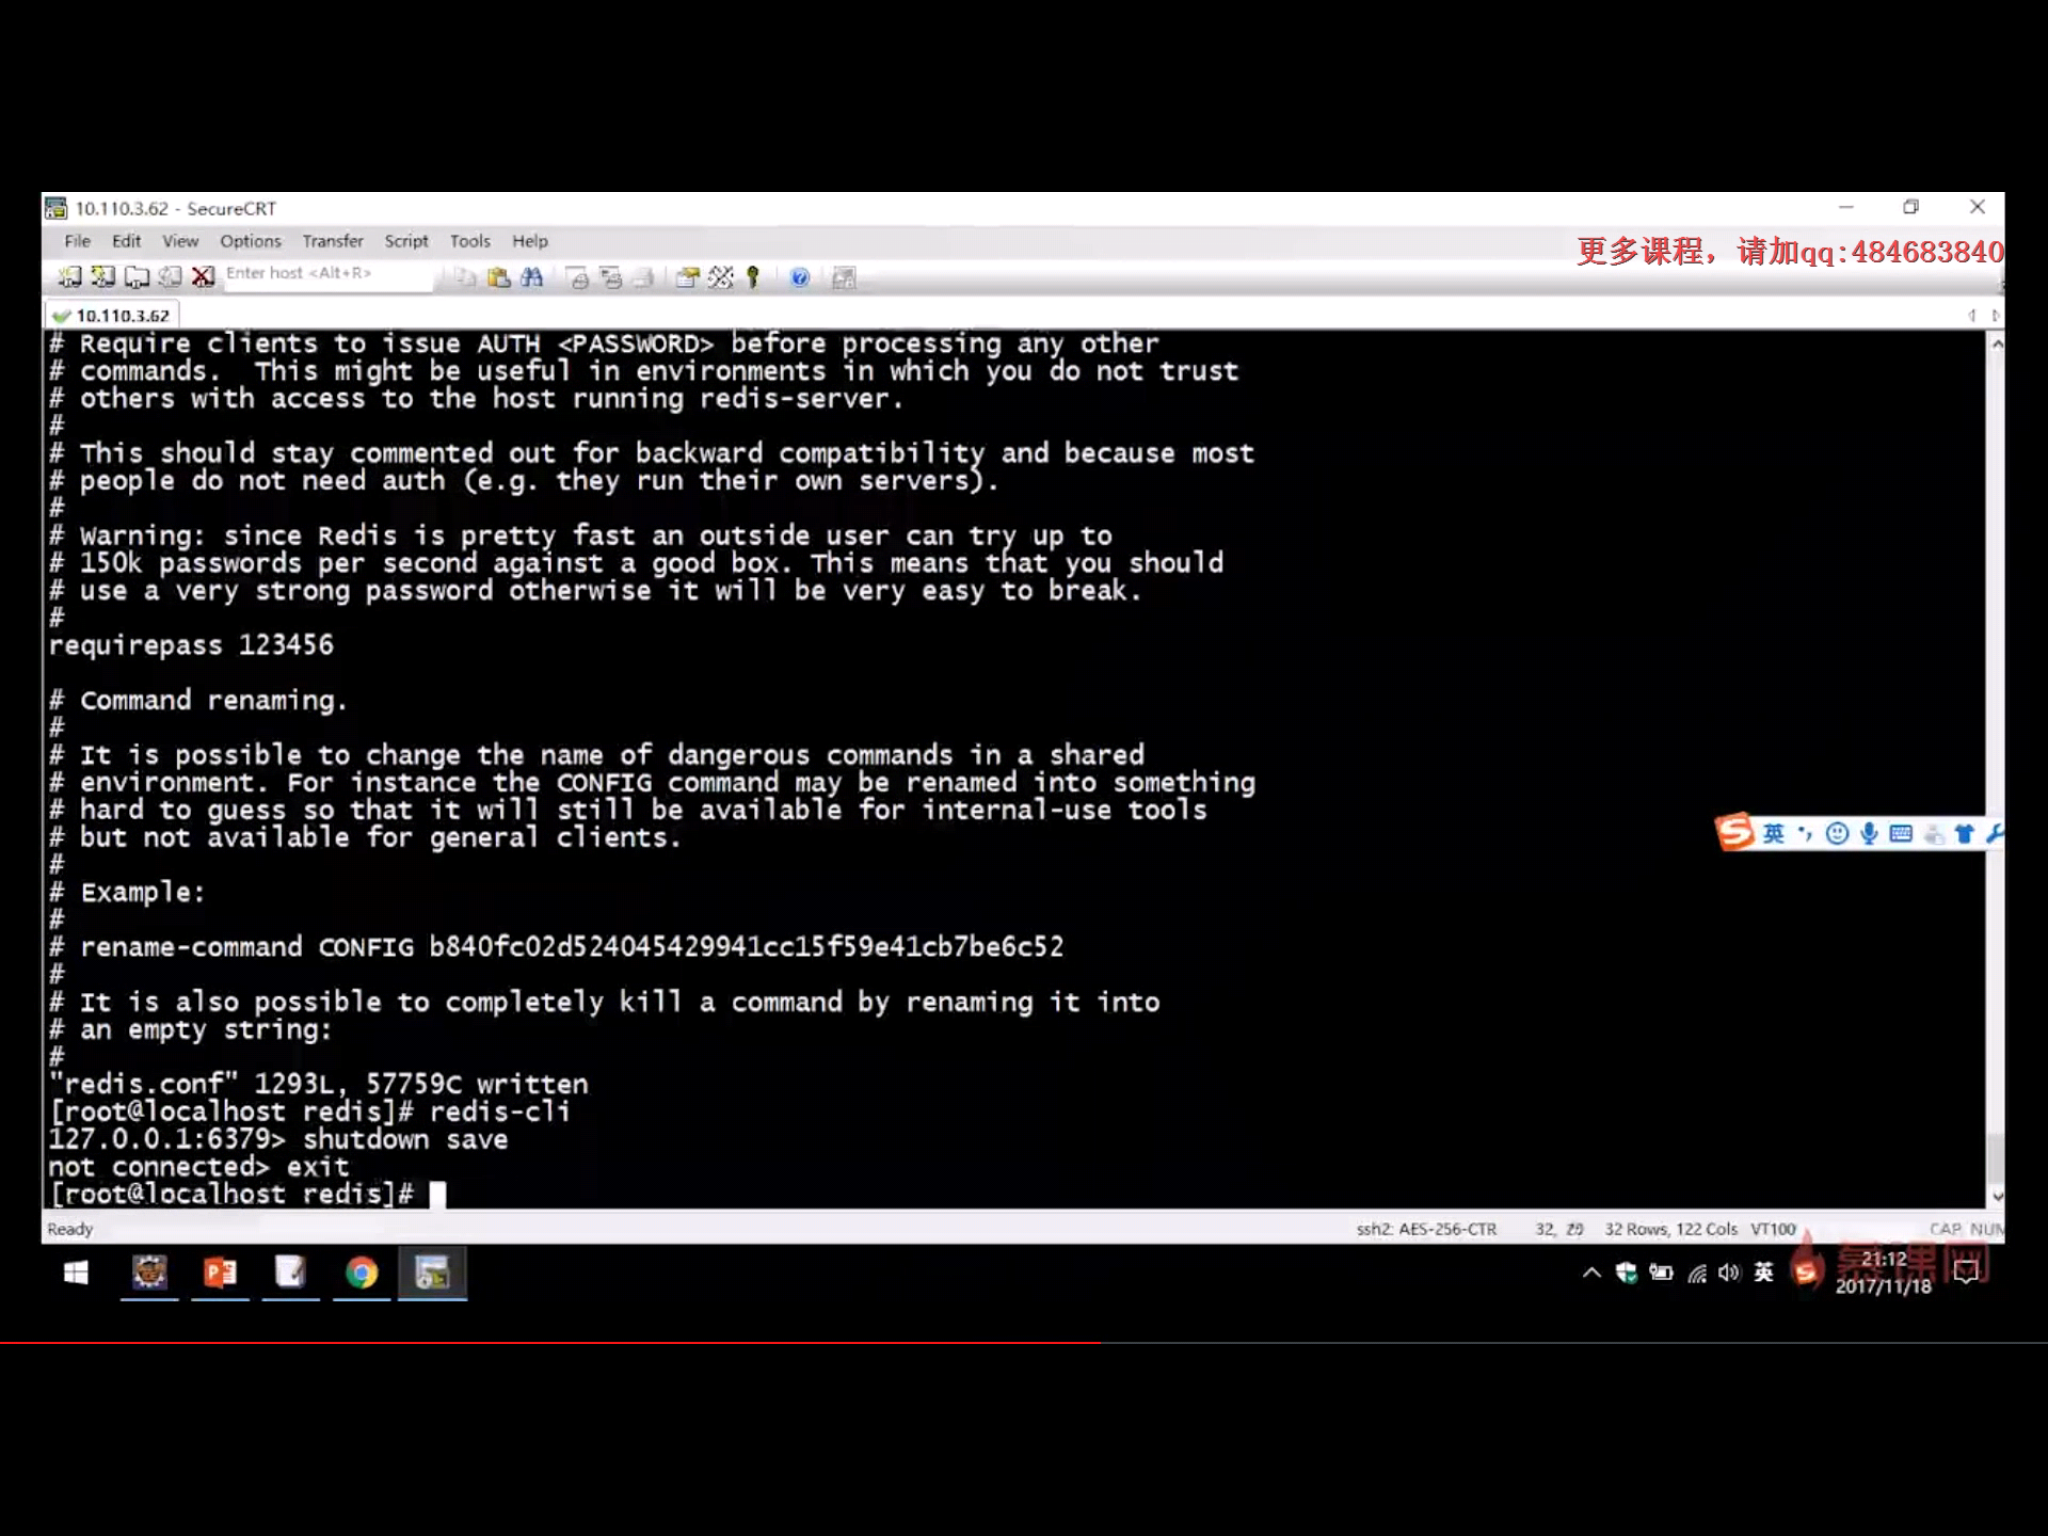 10.110.3.62 - SecureCRT
File Edit View Options Transfer Script Tools Help
更多课程，请加qq:484683840
Enter host <Alt+R>
10.110.3.62
# Require clients to issue AUTH <PASSWORD> before processing any other
# commands.  This might be useful in environments in which you do not trust
# others with access to the host running redis-server.
#
# This should stay commented out for backward compatibility and because most
# people do not need auth (e.g. they run their own servers).
#
# Warning: since Redis is pretty fast an outside user can try up to
# 150k passwords per second against a good box. This means that you should
# use a very strong password otherwise it will be very easy to break.
#
requirepass 123456
# Command renaming.
#
# It is possible to change the name of dangerous commands in a shared
# environment. For instance the CONFIG command may be renamed into something
# hard to guess so that it will still be available for internal-use tools
# but not available for general clients.
#
# Example:
#
# rename-command CONFIG b840fc02d524045429941cc15f59e41cb7be6c52
#
# It is also possible to completely kill a command by renaming it into
# an empty string:
#
"redis.conf" 1293L, 57759C written
[root@localhost redis]# redis-cli
127.0.0.1:6379> shutdown save
not connected> exit
[root@localhost redis]#
英
Ready ssh2: AES-256-CTR 32, 32 Rows, 122 Cols VT100 CAP NUM
英 21:12
2017/11/18
慕课网